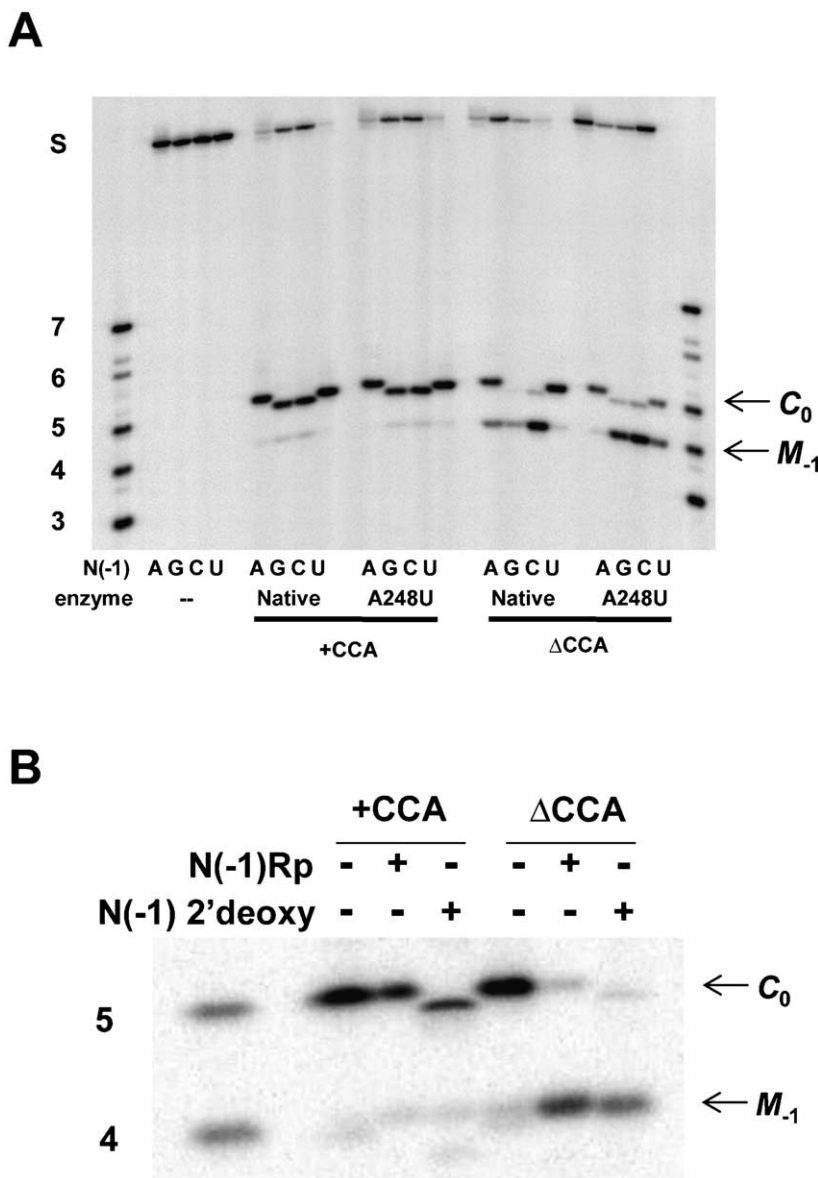 A
S
7
6
5
4
3
C0
M-1
N(-1) A G C U A G C U A G C U A G C U A G C U
enzyme -- Native A248U Native A248U
+CCA ΔCCA
B
+CCA ΔCCA
N(-1)Rp - + - - + -
N(-1) 2'deoxy - - + - - +
5
4
C0
M-1